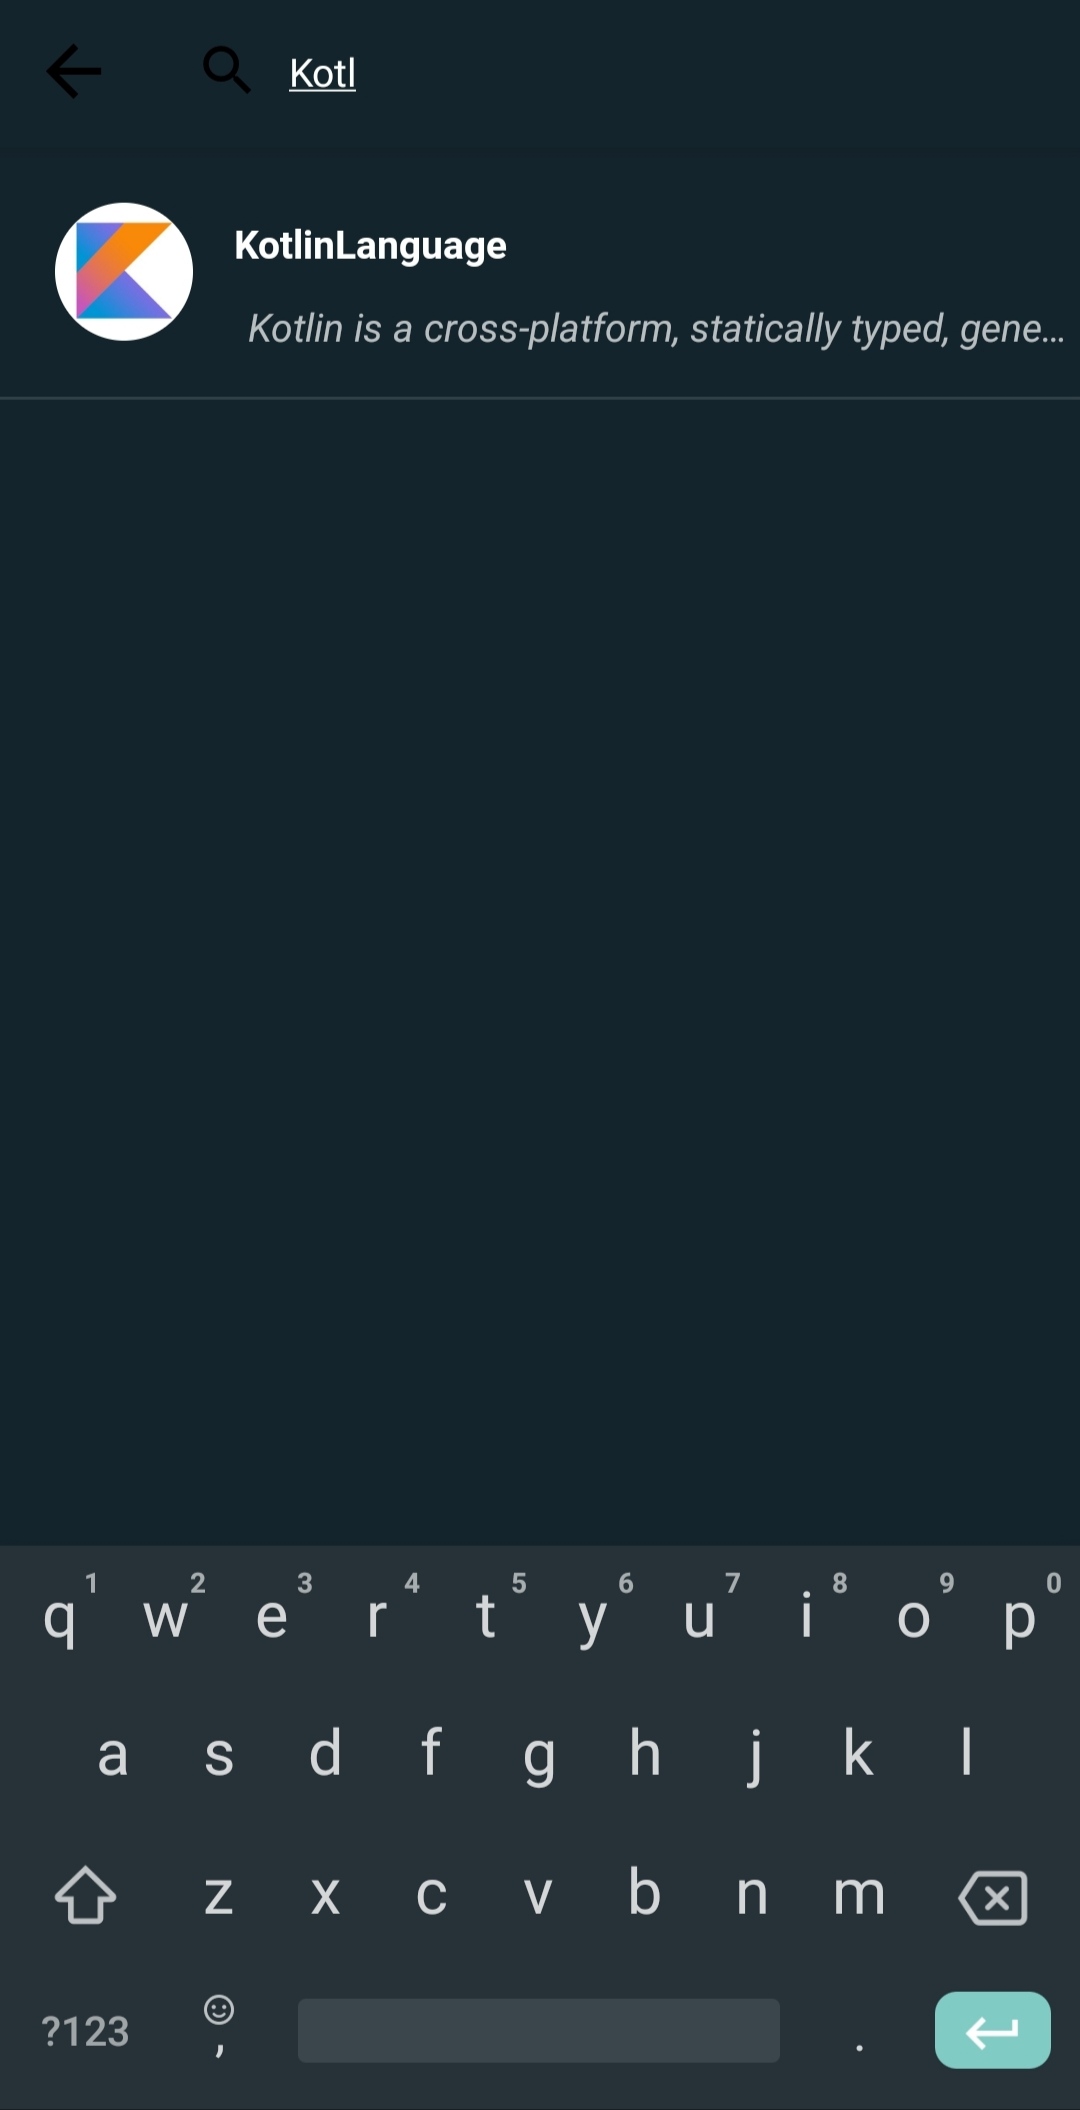 Kotl
KotlinLanguage
Kotlin is a cross-platform, statically typed, gene...
1 2 3 4 5 6 7 8 9 0
q w e r t y u i o p
a s d f g h j k l
z x c v b n m
?123 , .